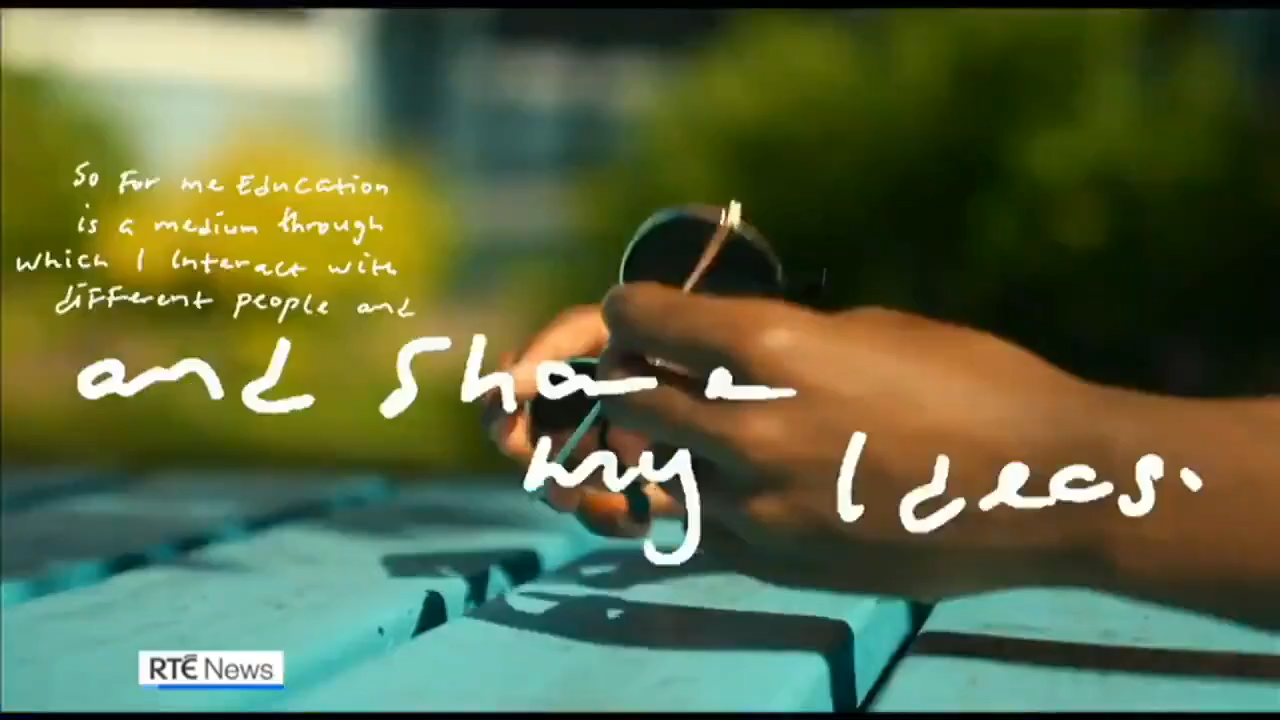 So For me Education
is a medium through
which I Interact with
different people and
and Share
my Ideas.
RTÉ News